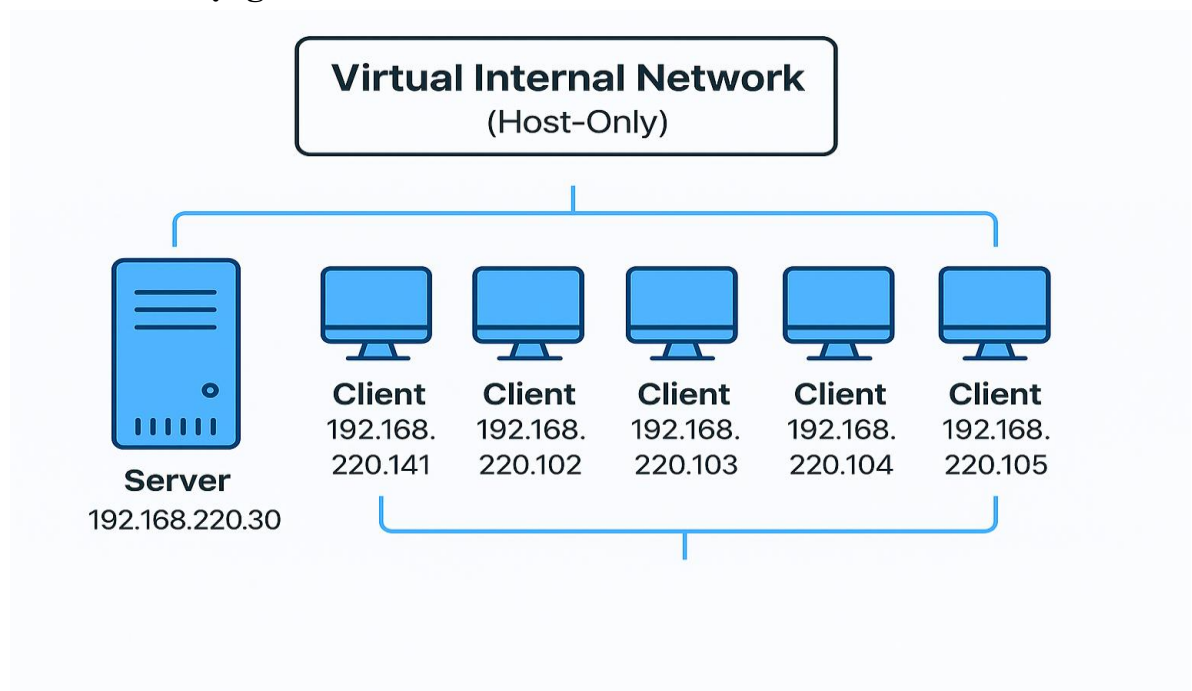 Virtual Internal Network
(Host-Only)
Server
192.168.220.30
Client
192.168.
220.141
Client
192.168.
220.102
Client
192.168.
220.103
Client
192.168.
220.104
Client
192.168.
220.105